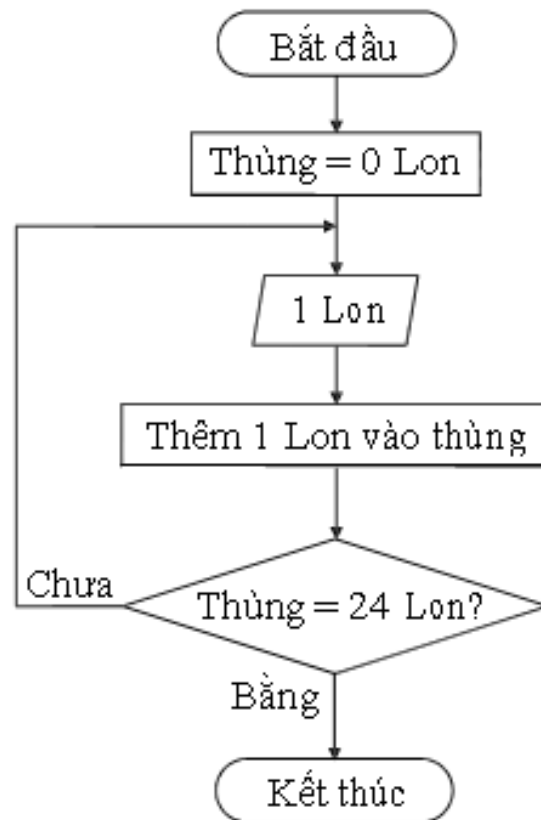 Bắt đầu
Thùng = 0 Lon
1 Lon
Thêm 1 Lon vào thùng
Thùng = 24 Lon?
Chưa
Bằng
Kết thúc